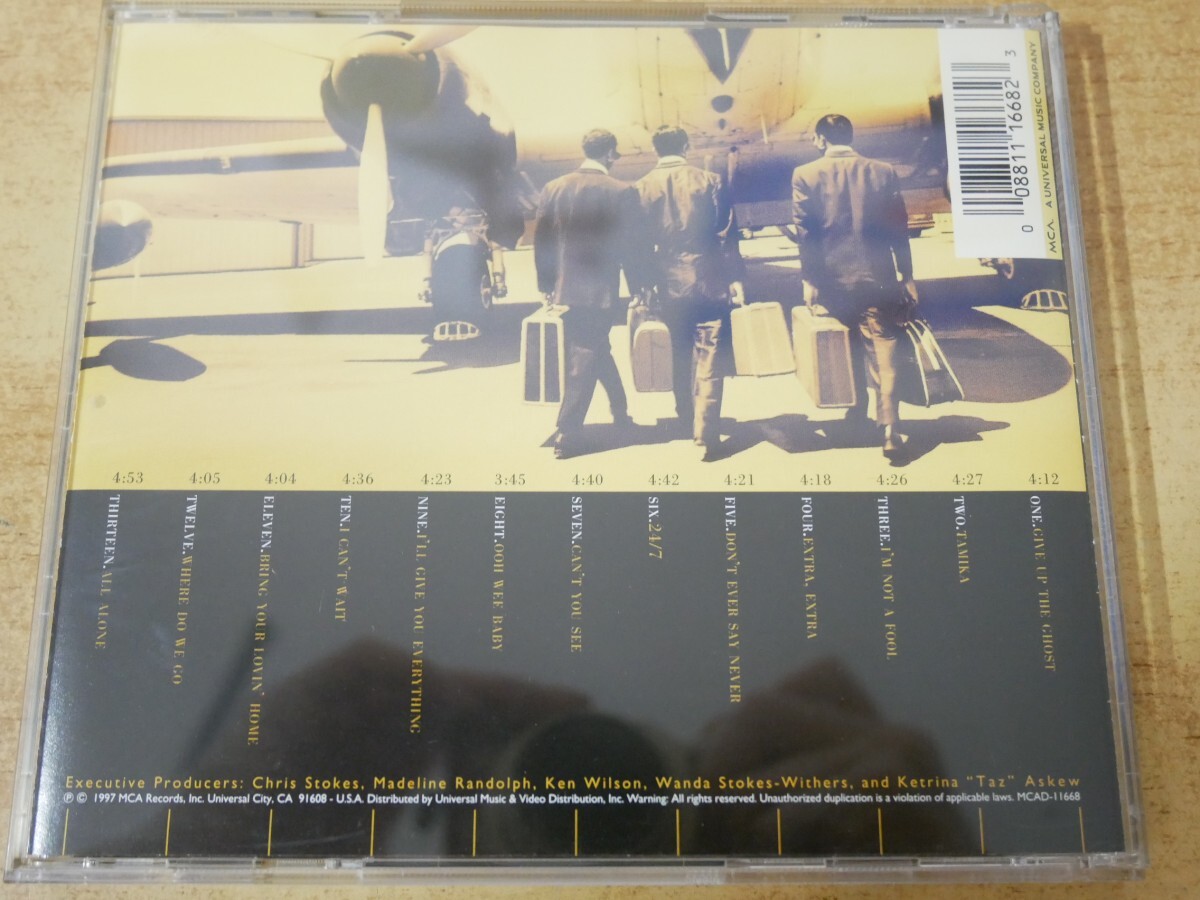 0 08811 16682 3
MCA A UNIVERSAL MUSIC COMPANY
4:53 4:05 4:04 4:36 4:23 3:45 4:40 4:42 4:21 4:18 4:26 4:27 4:12
THIRTEEN.ALL ALONE
TWELVE.WHERE DO WE GO
ELEVEN.BRING YOUR LOVIN' HOME
TEN.I CAN'T WAIT
NINE.I'LL GIVE YOU EVERYTHING
EIGHT.OOH WEE BABY
SEVEN.CAN'T YOU SEE
SIX.24/7
FIVE.DON'T EVER SAY NEVER
FOUR.EXTRA, EXTRA
THREE.I'M NOT A FOOL
TWO.TAMIKA
ONE.GIVE UP THE GHOST
Executive Producers: Chris Stokes, Madeline Randolph, Ken Wilson, Wanda Stokes-Withers, and Ketrina "Taz" Askew
℗ © 1997 MCA Records, Inc. Universal City, CA 91608 - U.S.A. Distributed by Universal Music & Video Distribution, Inc. Warning: All rights reserved. Unauthorized duplication is a violation of applicable laws. MCAD-11668